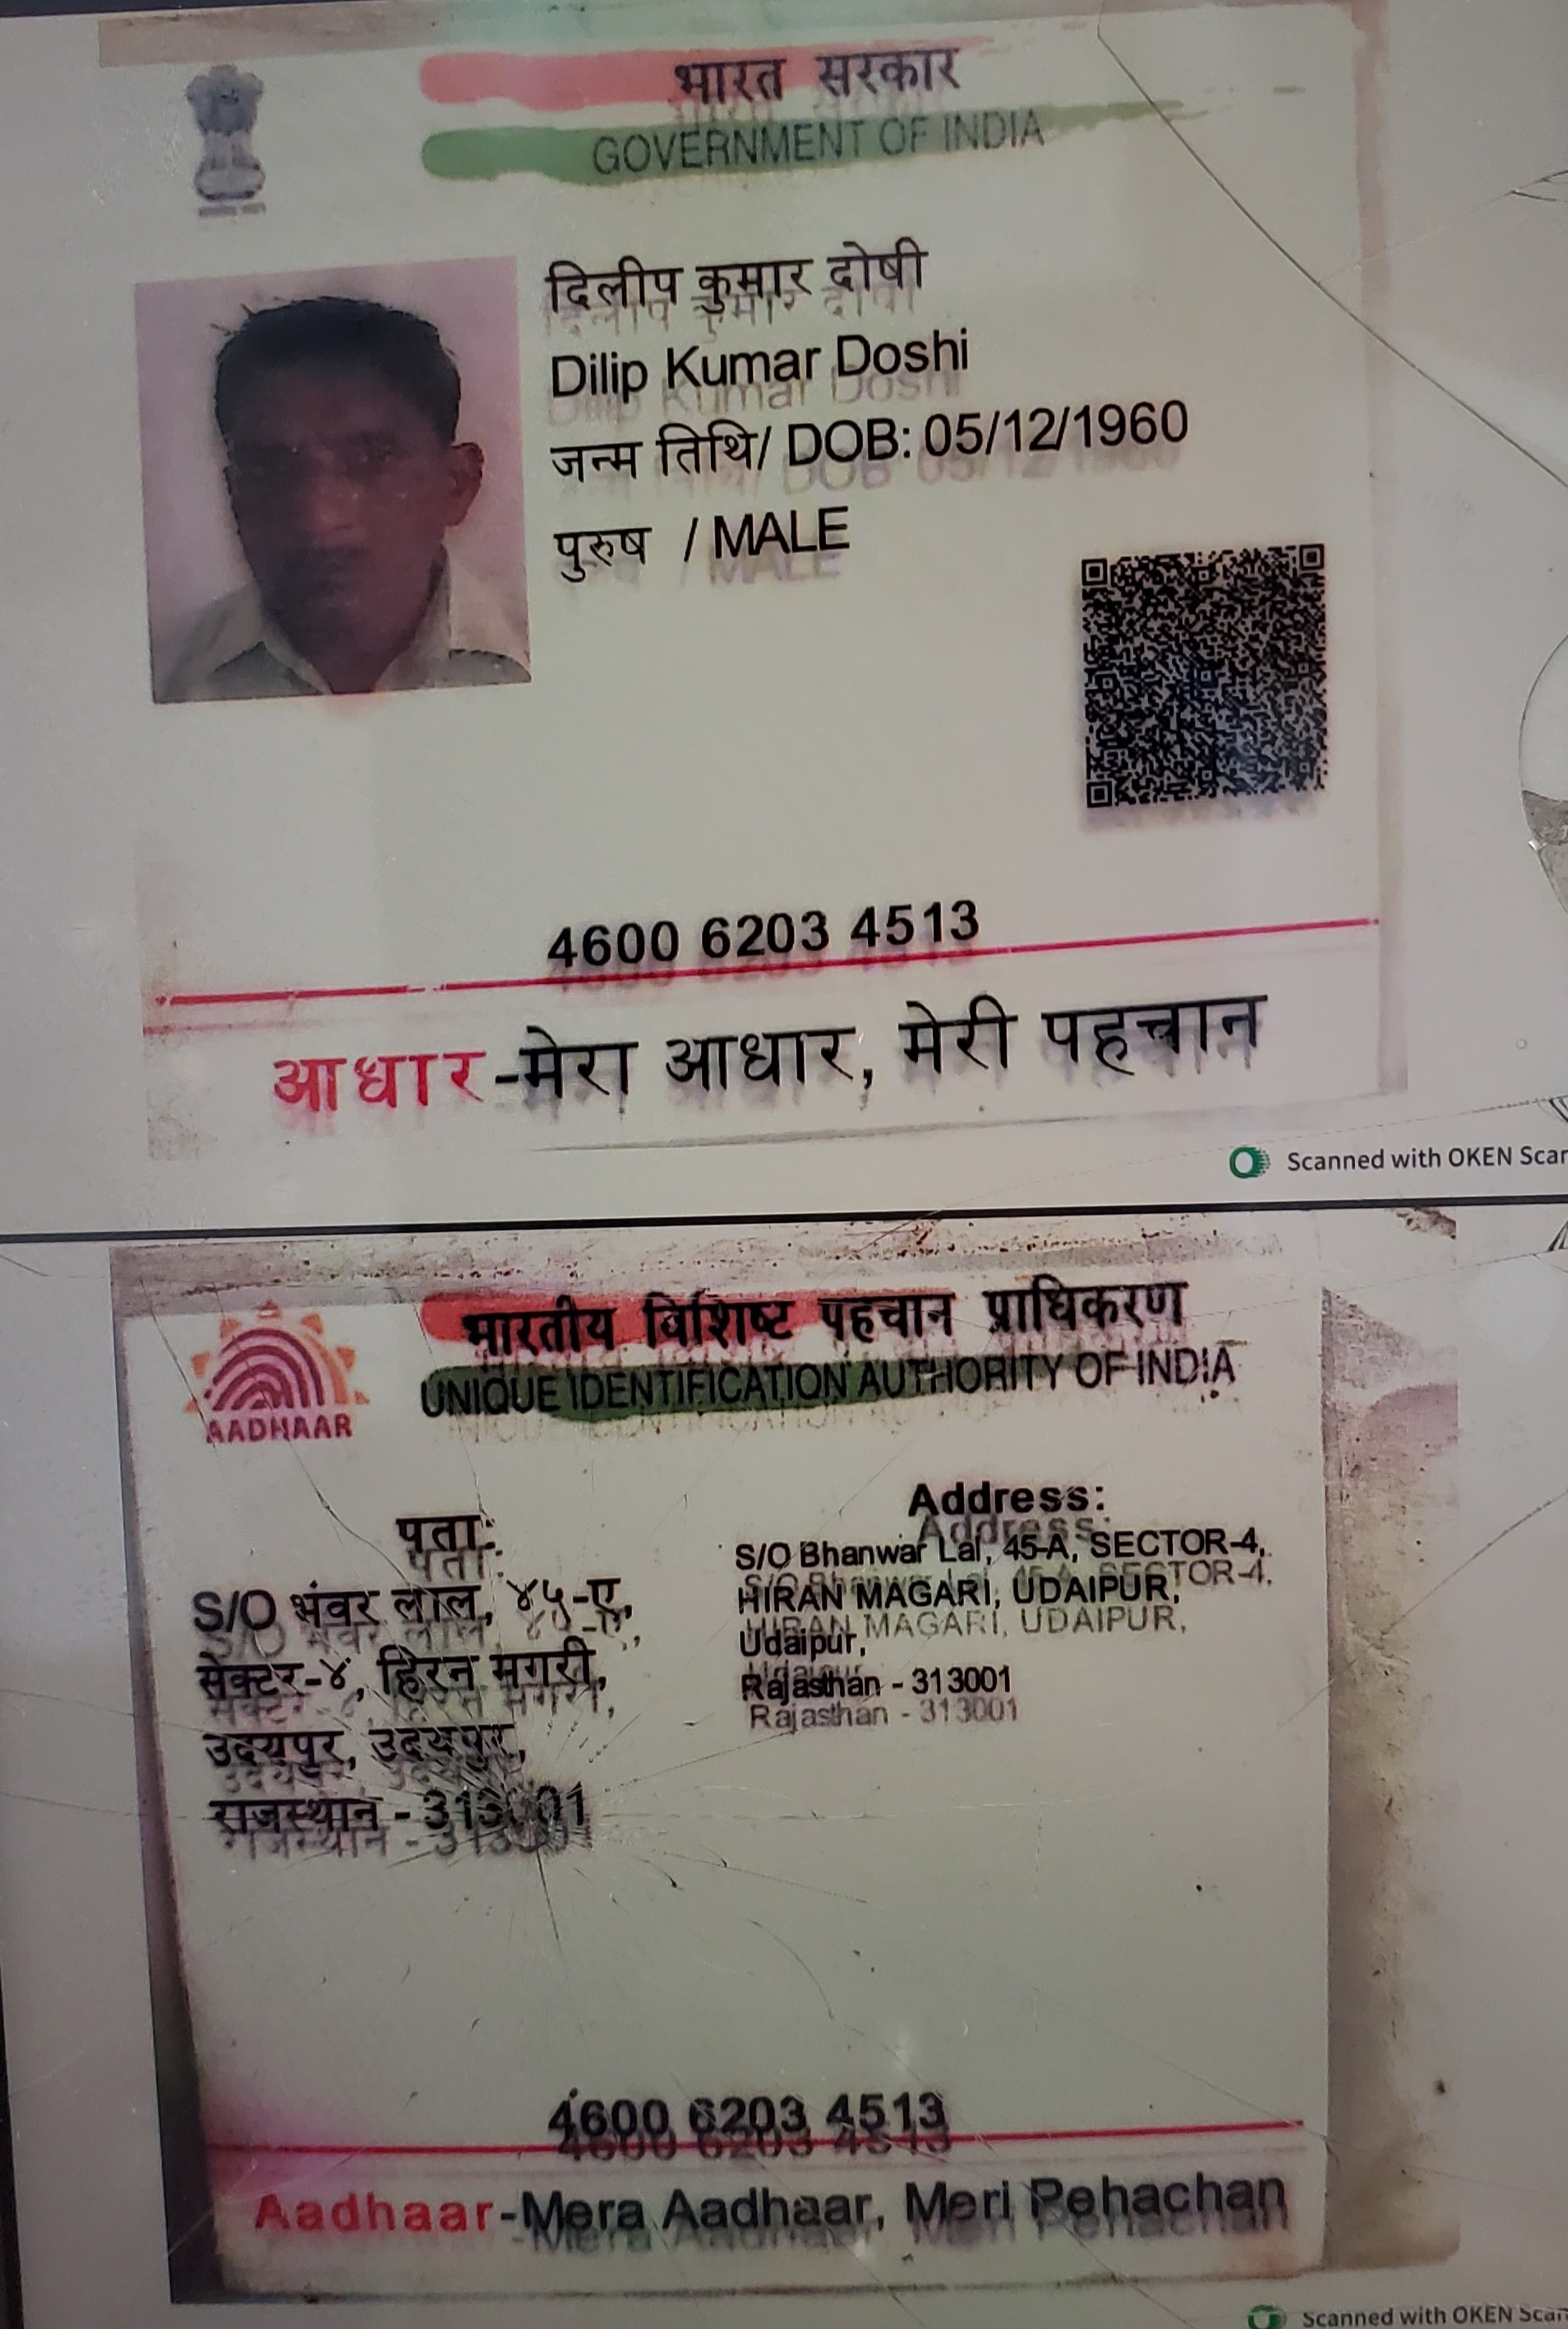 भारत सरकार
GOVERNMENT OF INDIA
दिलीप कुमार दोषी
Dilip Kumar Doshi
जन्म तिथि/ DOB: 05/12/1960
पुरुष / MALE
4600 6203 4513
आधार-मेरा आधार, मेरी पहचान
Scanned with OKEN
भारतीय विशिष्ट पहचान प्राधिकरण
UNIQUE IDENTIFICATION AUTHORITY OF INDIA
AADHAAR
पता:
S/O भंवर लाल, ४५-ए,
सेक्टर-४, हिरन मगरी,
उदयपुर, उदयपुर,
राजस्थान - 313001
Address:
S/O Bhanwar Lal, 45-A, SECTOR-4,
HIRAN MAGARI, UDAIPUR,
Udaipur,
Rajasthan - 313001
4600 6203 4513
Aadhaar-Mera Aadhaar, Meri Pehachan
Scanned with OKEN